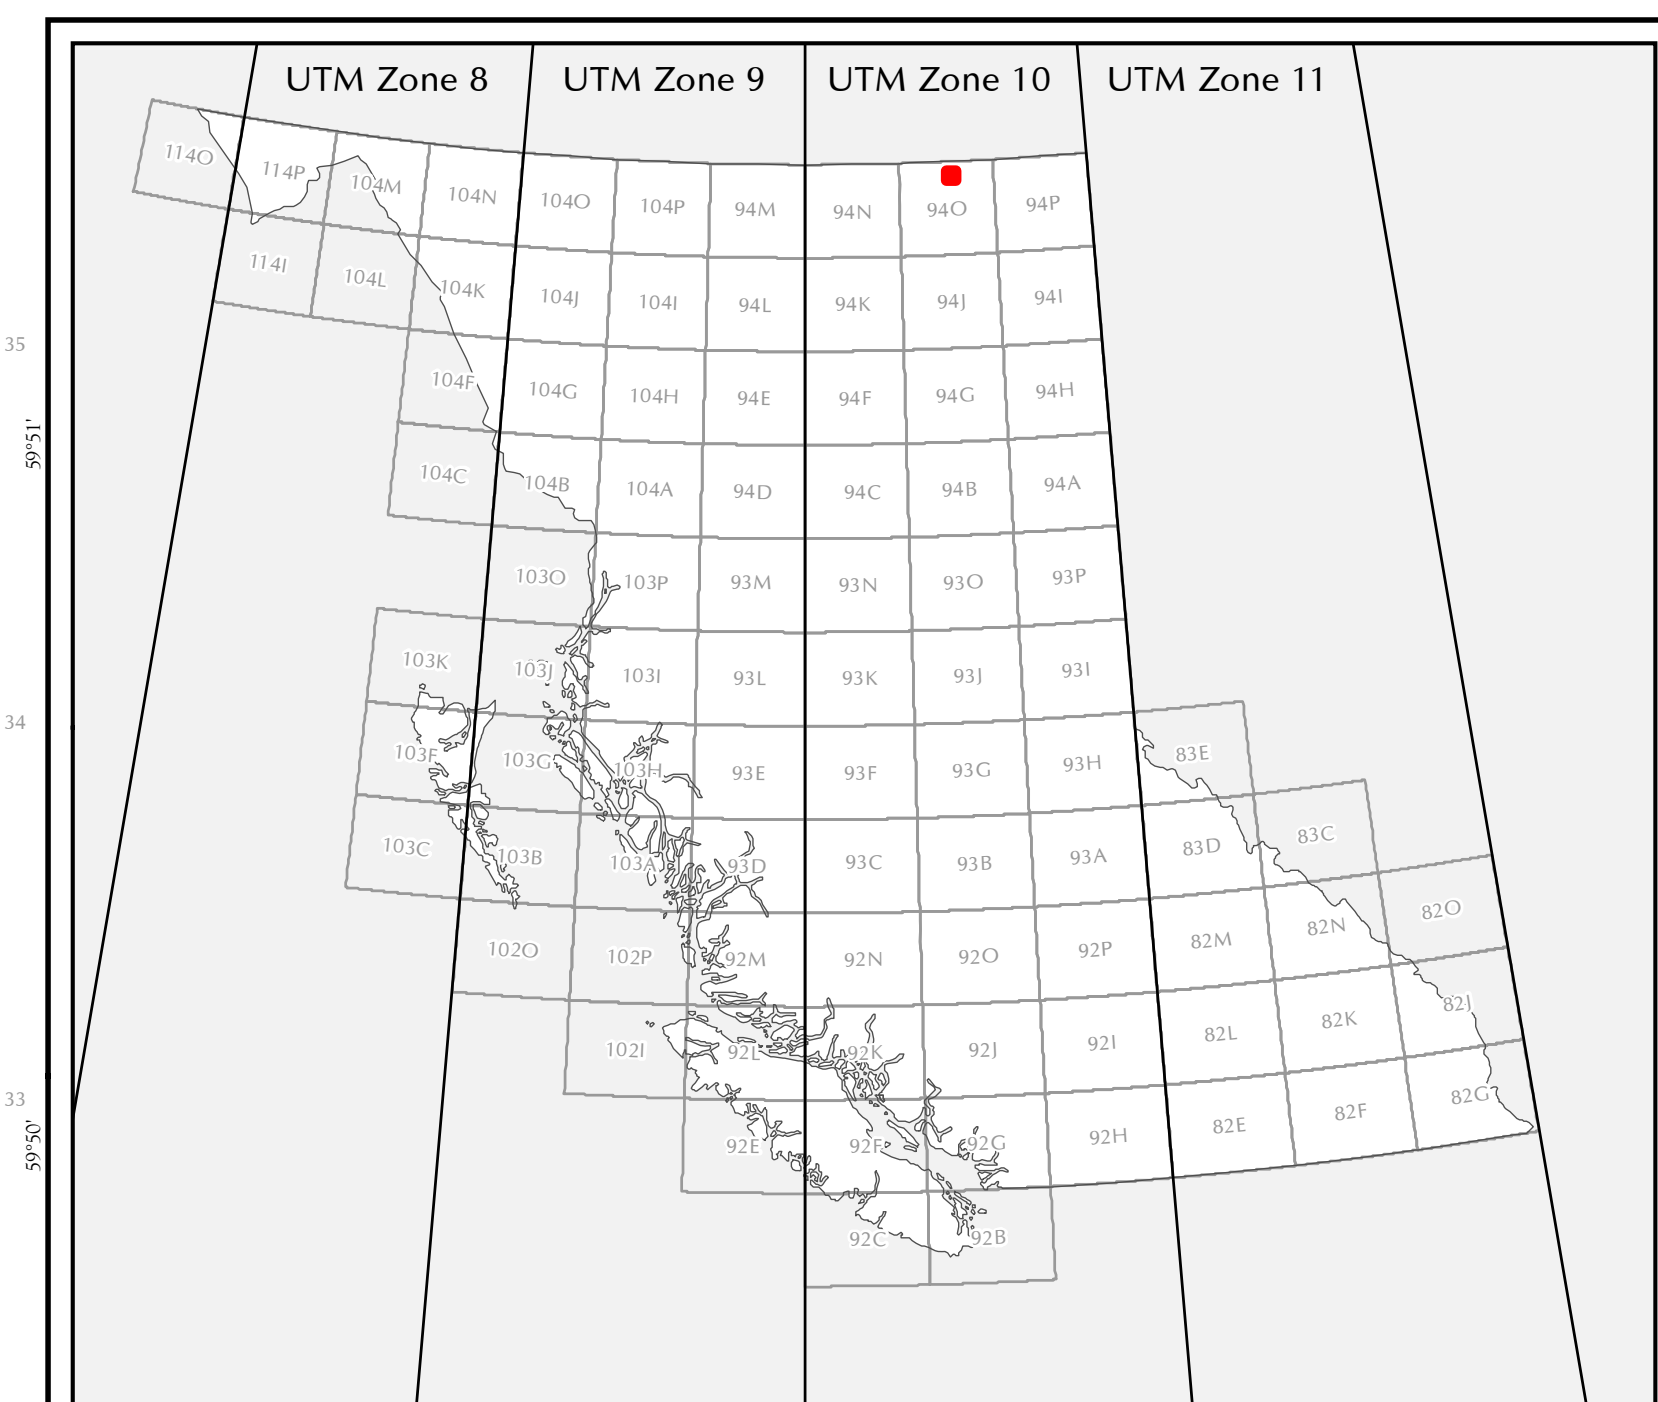 UTM Zone 8 UTM Zone 9 UTM Zone 10 UTM Zone 11
114O 114P 104M 104N 104O 104P 94M 94N 94O 94P
114I 104L 104K 104J 104I 94L 94K 94J 94I
35
104F 104G 104H 94E 94F 94G 94H
59°51'
104C 104B 104A 94D 94C 94B 94A
103O 103P 93M 93N 93O 93P
103K 103J 103I 93L 93K 93J 93I
34
103F 103G 103H 93E 93F 93G 93H 83E
103C 103B 103A 93D 93C 93B 93A 83D 83C
102O 102P 92M 92N 92O 92P 82M 82N 82O
102I 92L 92K 92J 92I 82L 82K 82J
33
59°50'
92E 92F 92G 92H 82E 82F 82G
92C 92B